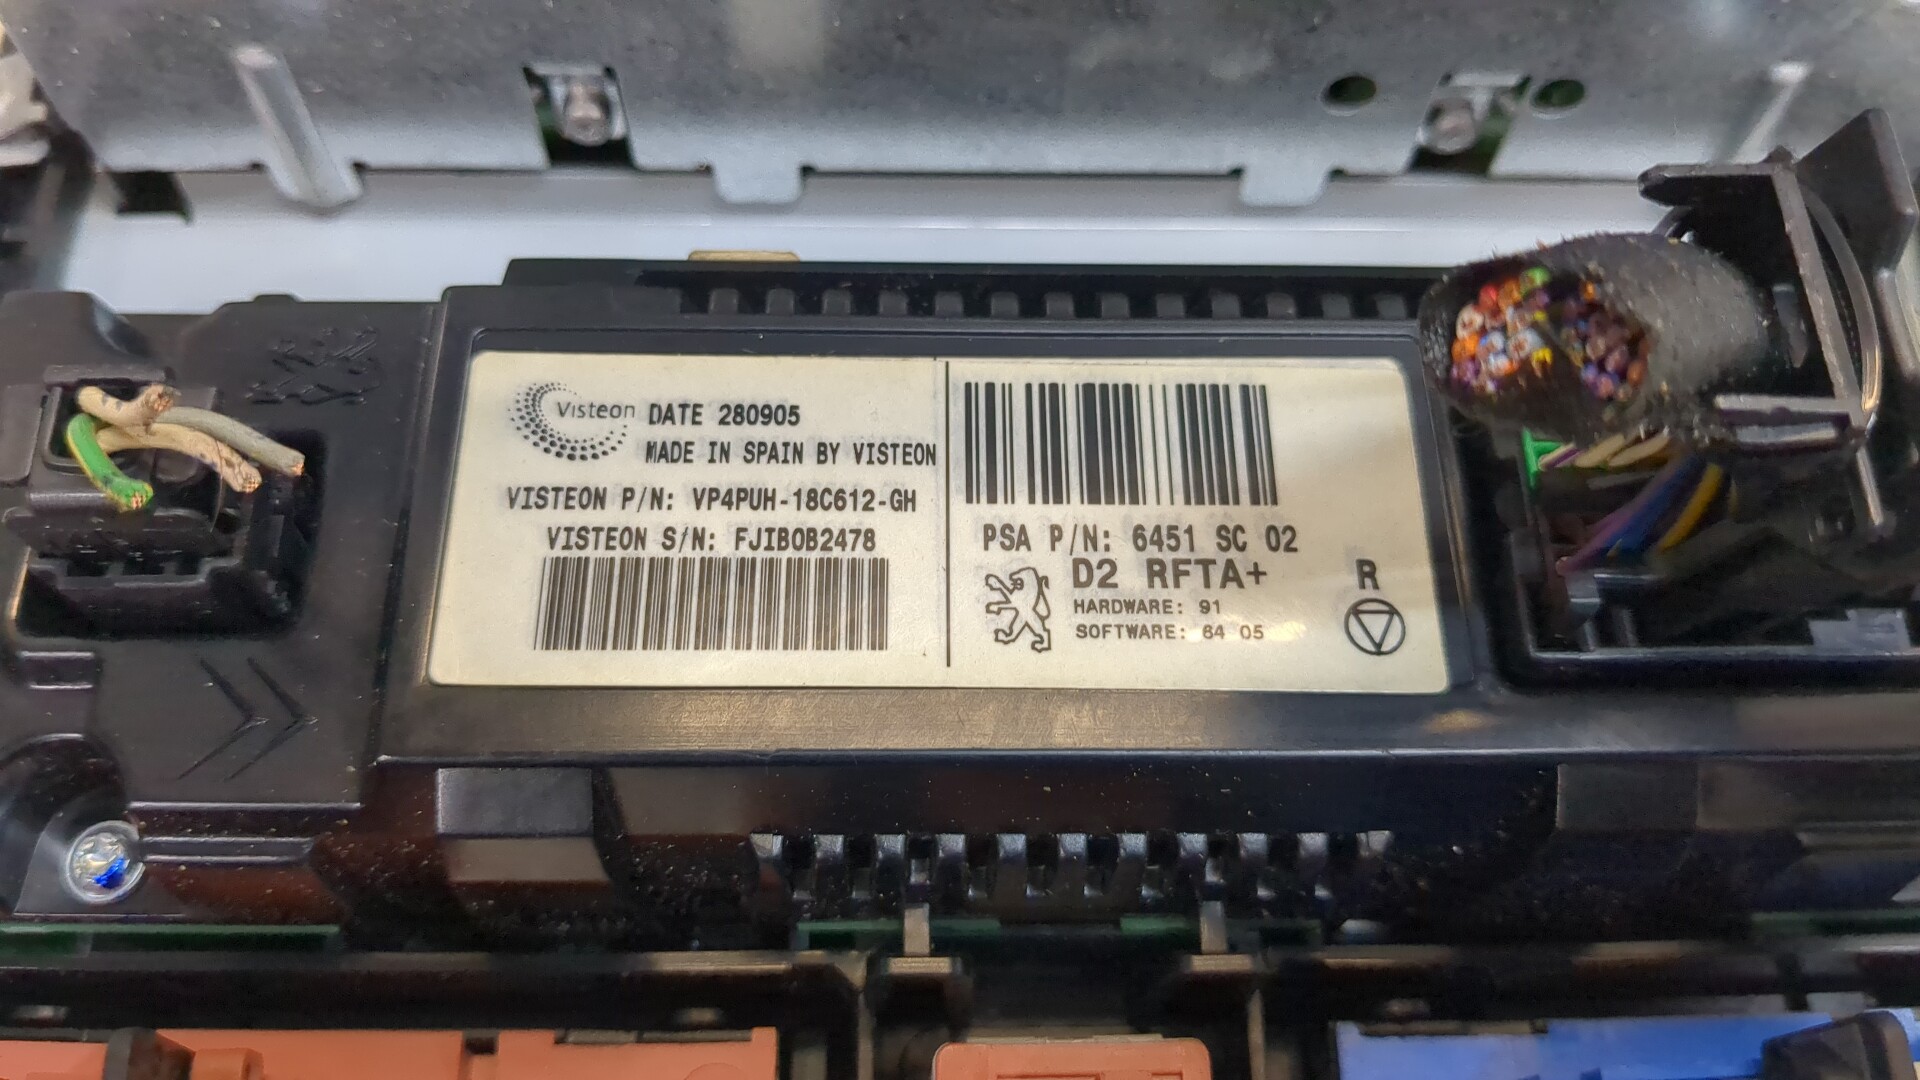 Visteon DATE 280905
MADE IN SPAIN BY VISTEON
VISTEON P/N: VP4PUH-18C612-GH
VISTEON S/N: FJIBOB2478
PSA P/N: 6451 SC 02
D2 RFTA+
HARDWARE: 91
SOFTWARE: 64 05
R